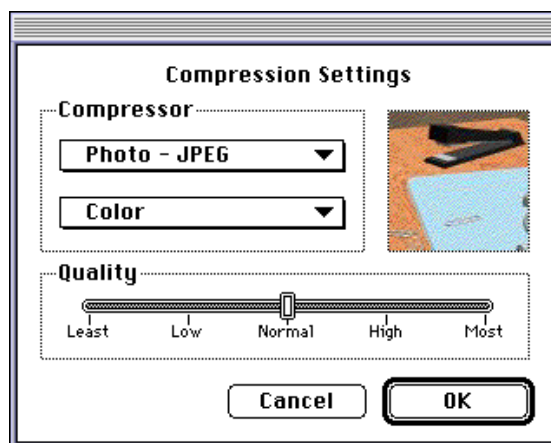 Compression Settings
Compressor
Photo - JPEG
Color
Quality
Least Low Normal High Most
Cancel OK